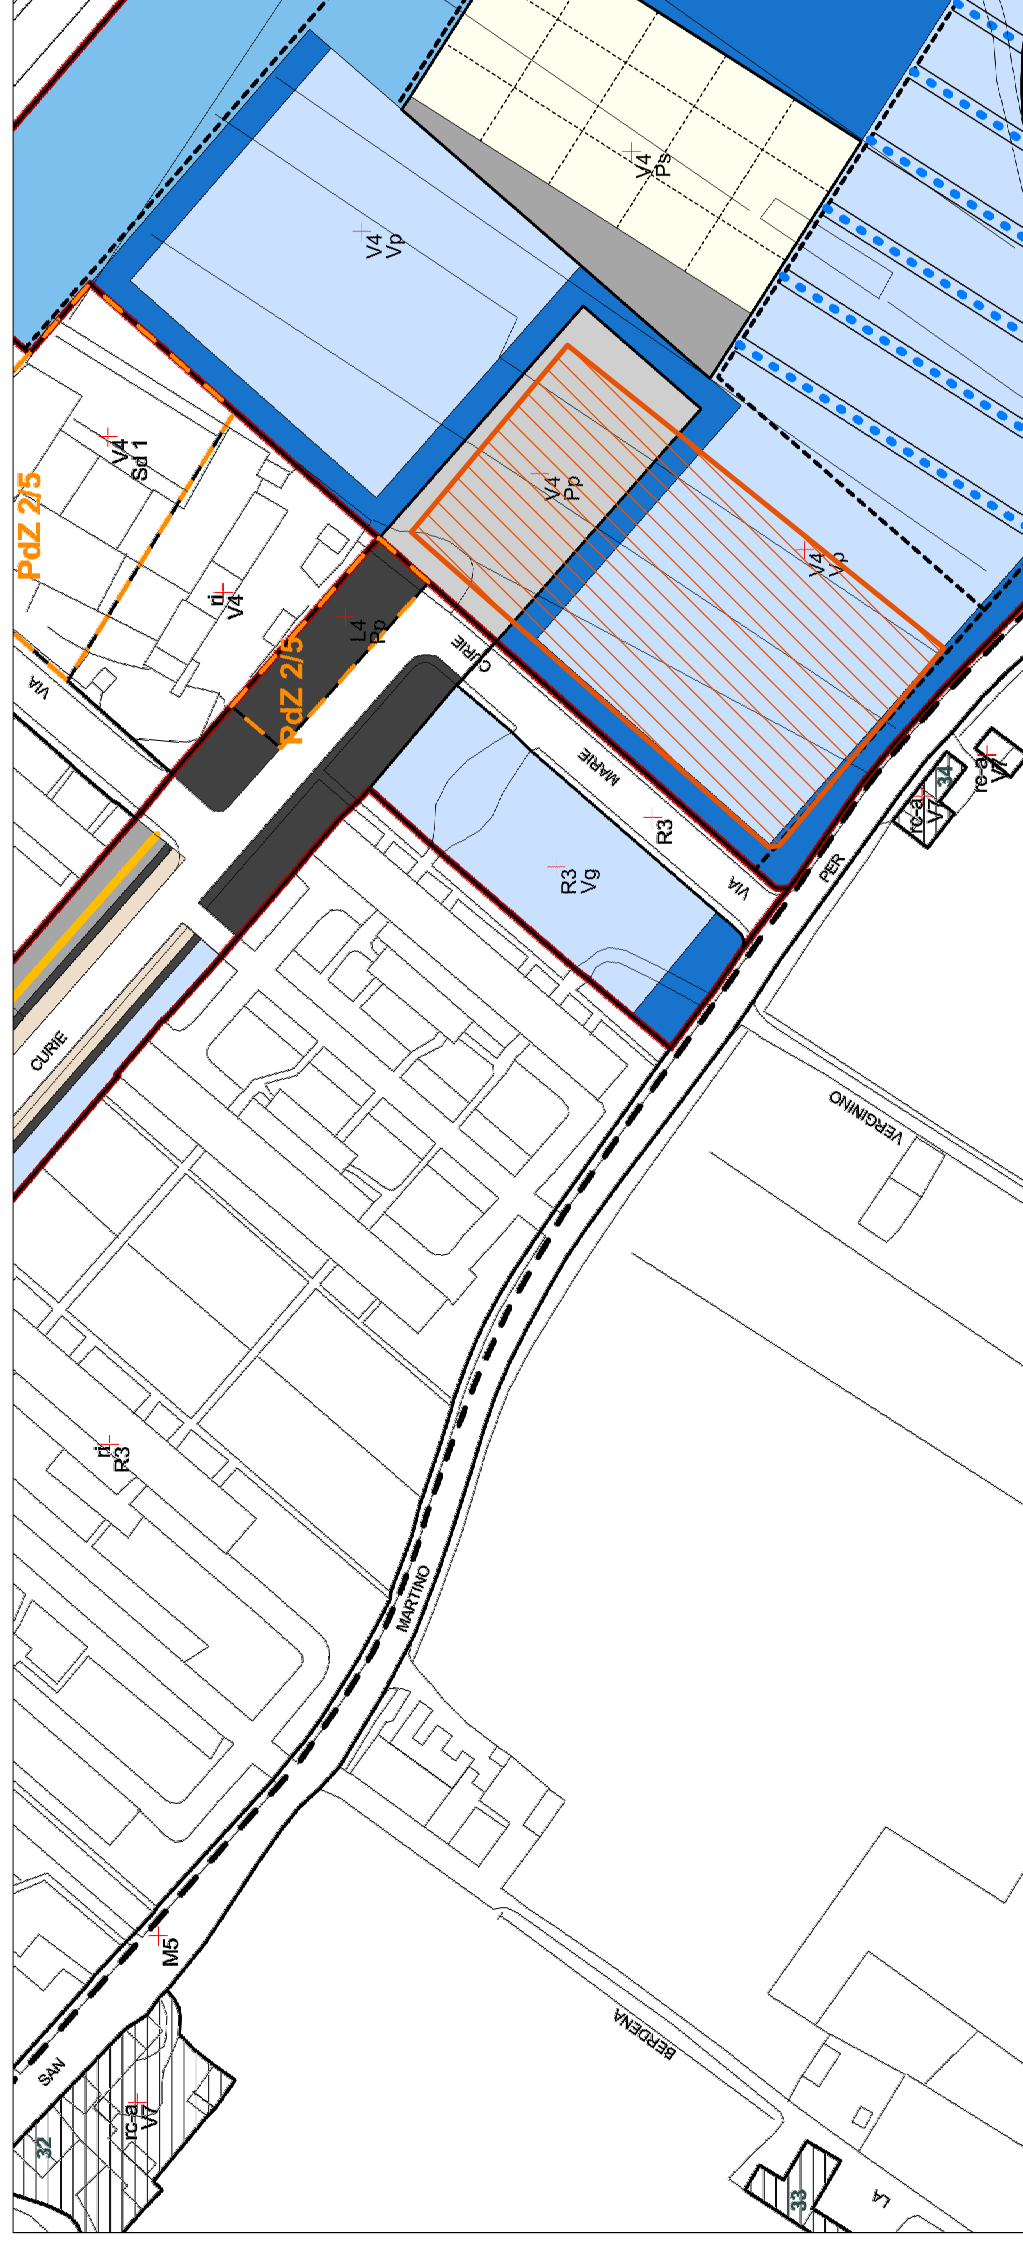 V4
Ps
V4
Vp
V4
Sd 1
PdZ 2/5
V4
Pp
V4
Vp
ri
V4
L4
Pp
PdZ 2/5
CURIE
VIA
MARIE
R3
rc-a
V7
34
rc-a
V7
PER
R3
Vg
VIA
CURIE
VERGININO
ri
R3
MARTINO
M5
BERDENA
SAN
rc-a
V7
32
33
LA